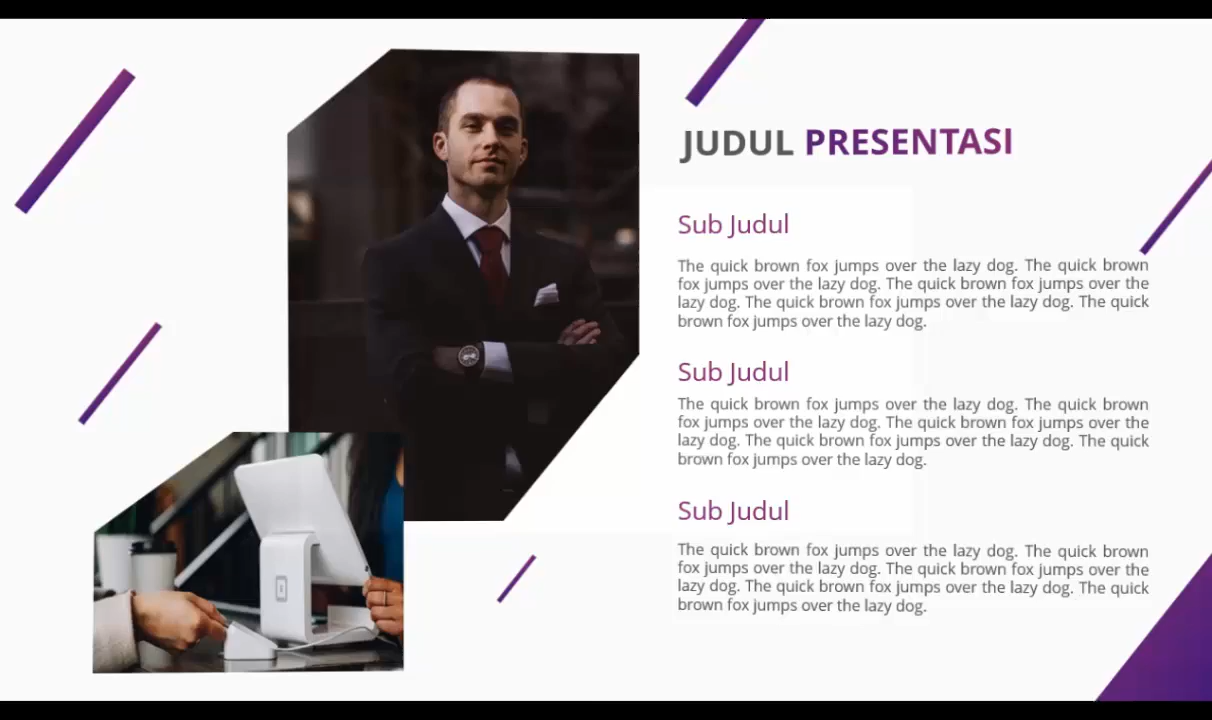 JUDUL PRESENTASI
Sub Judul
The quick brown fox jumps over the lazy dog. The quick brown
fox jumps over the lazy dog. The quick brown fox jumps over the
lazy dog. The quick brown fox jumps over the lazy dog. The quick
brown fox jumps over the lazy dog.
Sub Judul
The quick brown fox jumps over the lazy dog. The quick brown
fox jumps over the lazy dog. The quick brown fox jumps over the
lazy dog. The quick brown fox jumps over the lazy dog. The quick
brown fox jumps over the lazy dog.
Sub Judul
The quick brown fox jumps over the lazy dog. The quick brown
fox jumps over the lazy dog. The quick brown fox jumps over the
lazy dog. The quick brown fox jumps over the lazy dog. The quick
brown fox jumps over the lazy dog.